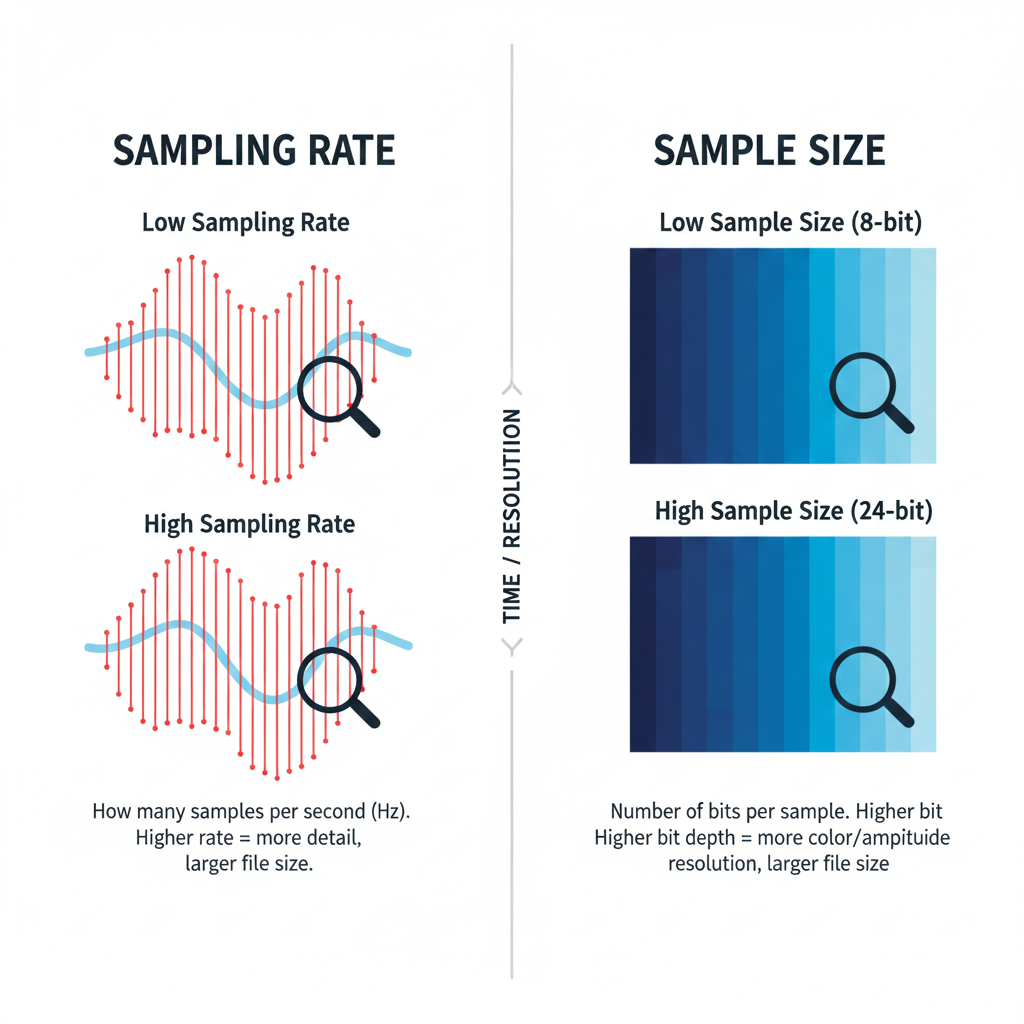 SAMPLING RATE
Low Sampling Rate
High Sampling Rate
How many samples per second (Hz).
Higher rate = more detail,
larger file size.
TIME / RESOLUTIION
SAMPLE SIZE
Low Sample Size (8-bit)
High Sample Size (24-bit)
Number of bits per sample. Higher bit
Higher bit depth = more color/ampituide
resolution, larger file size